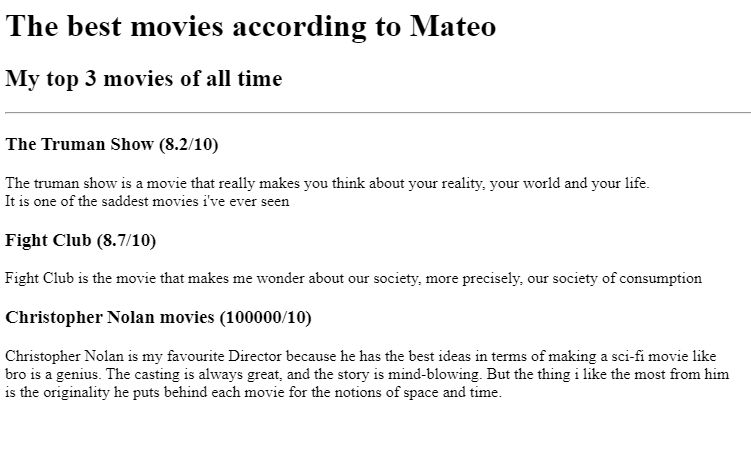 The best movies according to Mateo
My top 3 movies of all time
The Truman Show (8.2/10)
The truman show is a movie that really makes you think about your reality, your world and your life.
It is one of the saddest movies i've ever seen
Fight Club (8.7/10)
Fight Club is the movie that makes me wonder about our society, more precisely, our society of consumption
Christopher Nolan movies (100000/10)
Christopher Nolan is my favourite Director because he has the best ideas in terms of making a sci-fi movie like
bro is a genius. The casting is always great, and the story is mind-blowing. But the thing i like the most from him
is the originality he puts behind each movie for the notions of space and time.